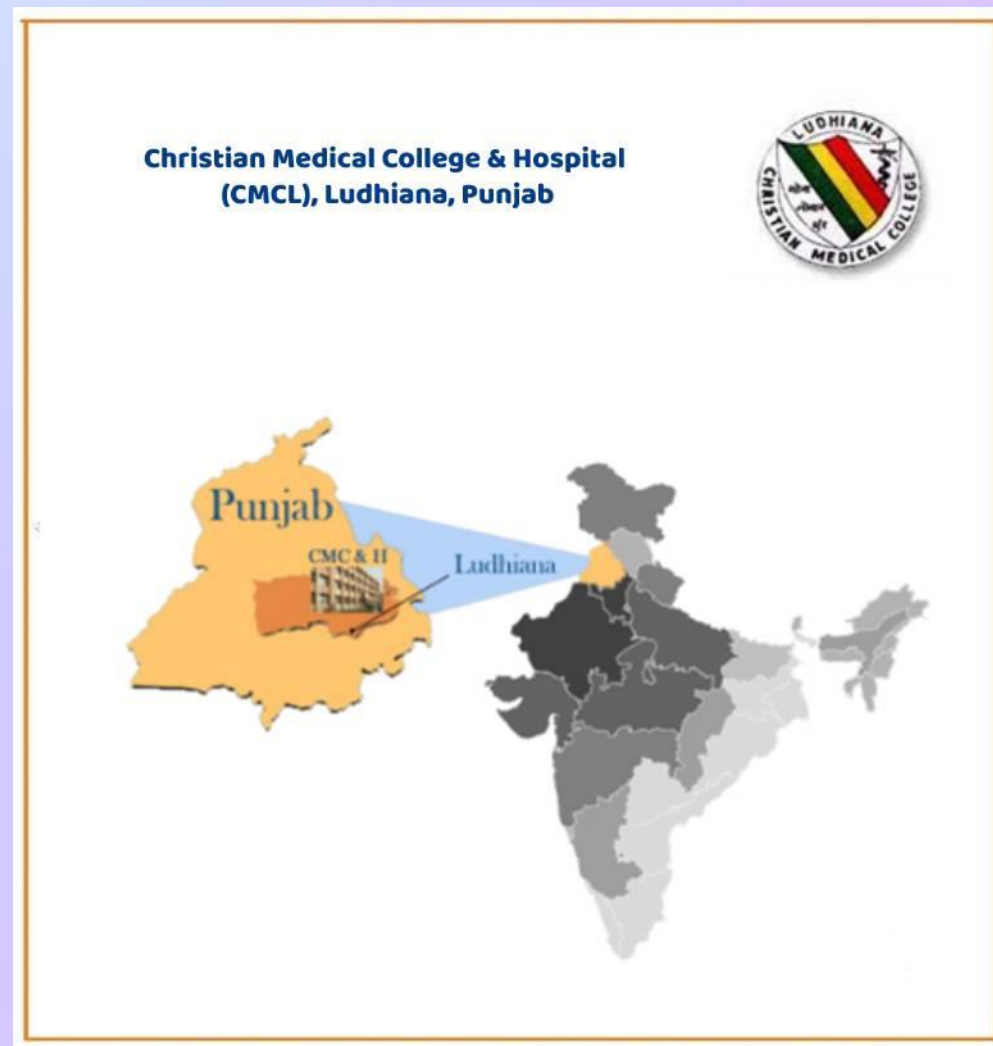 Christian Medical College & Hospital
(CMCL), Ludhiana, Punjab
LUDHIANA
CHRISTIAN MEDICAL COLLEGE
Punjab
CMC & H
Ludhiana